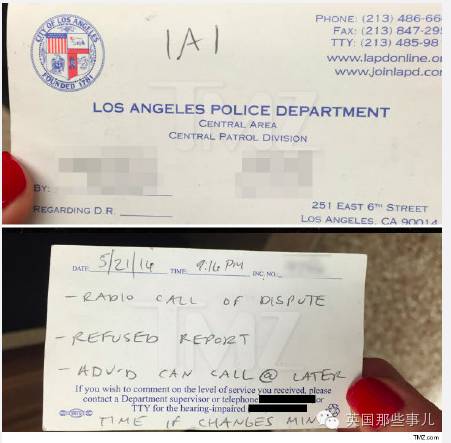 CITY OF LOS ANGELES
FOUNDED 1781
1A1
PHONE: (213) 486-66
FAX: (213) 847-29
TTY: (213) 485-98
www.lapdonline.or
www.joinlapd.com
LOS ANGELES POLICE DEPARTMENT
CENTRAL AREA
CENTRAL PATROL DIVISION
TMZ
BY:
REGARDING D.R.
251 EAST 6TH STREET
LOS ANGELES, CA 90014
DATE 5/21/16 TIME 9:16 PM INC. NO.
- RADIO CALL OF DISPUTE
- REFUSED REPORT
- ADV'D CAN CALL @ LATER
TMZ
If you wish to comment on the level of service you received, please
contact a Department supervisor or telephone or
TTY for the hearing-impaired
TIME IF CHANGES MIN
英国那些事儿
TMZ.com